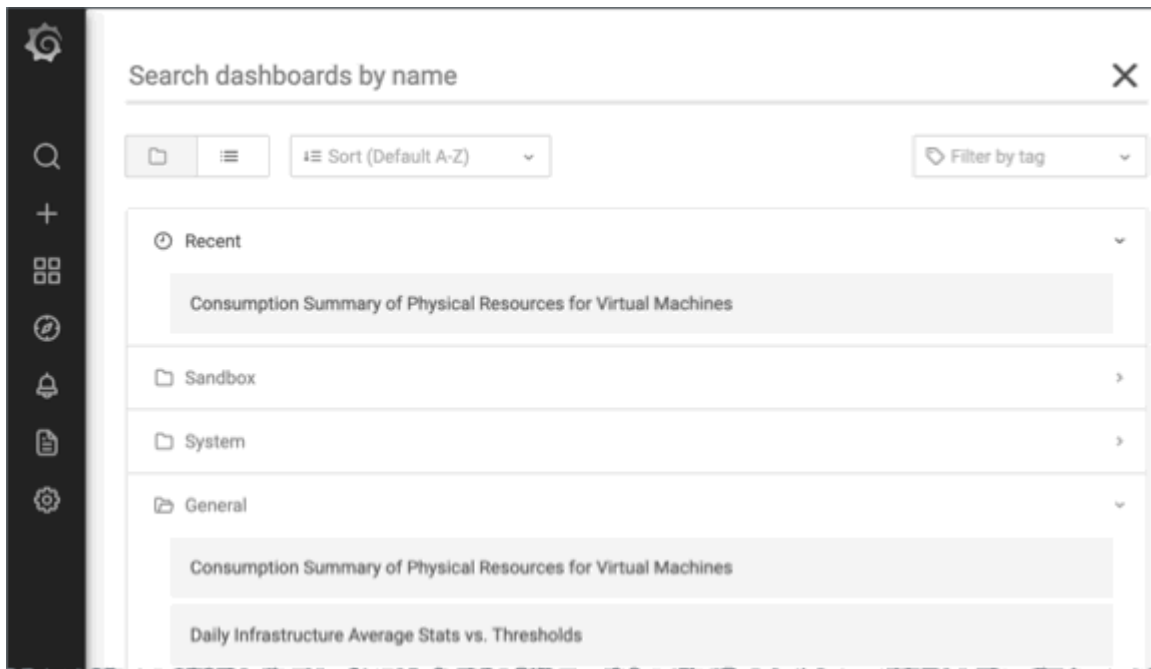 Search dashboards by name
Sort (Default A-Z)
Filter by tag
Recent
Consumption Summary of Physical Resources for Virtual Machines
Sandbox
System
General
Consumption Summary of Physical Resources for Virtual Machines
Daily Infrastructure Average Stats vs. Thresholds